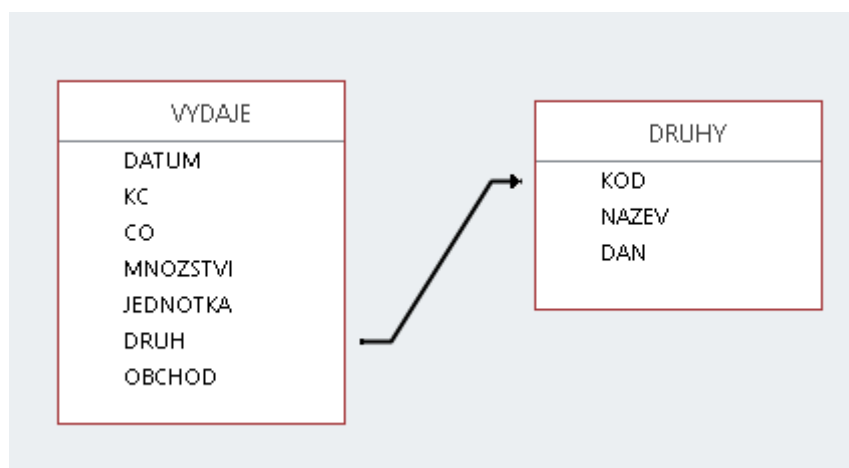 VYDAJE
DATUM
KC
CO
MNOZSTVI
JEDNOTKA
DRUH
OBCHOD
DRUHY
KOD
NAZEV
DAN